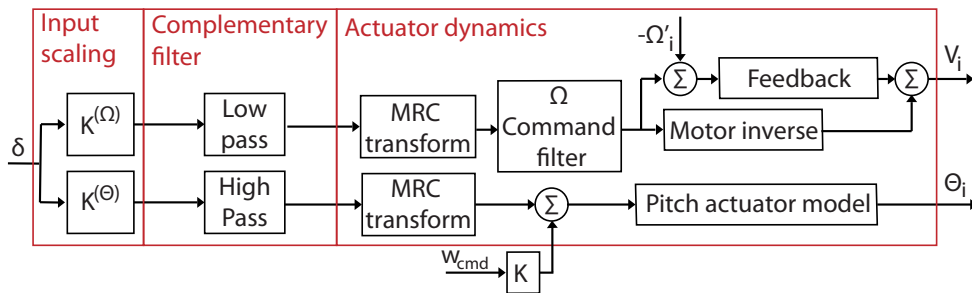 Input
scaling
Complementary
filter
Actuator dynamics
-Ω'i
Vi
Σ
Feedback
Σ
Ω
Command
filter
K(Ω)
Low
pass
MRC
transform
Motor inverse
δ
K(Θ)
High
Pass
MRC
transform
Σ
Pitch actuator model
Θi
wcmd
K